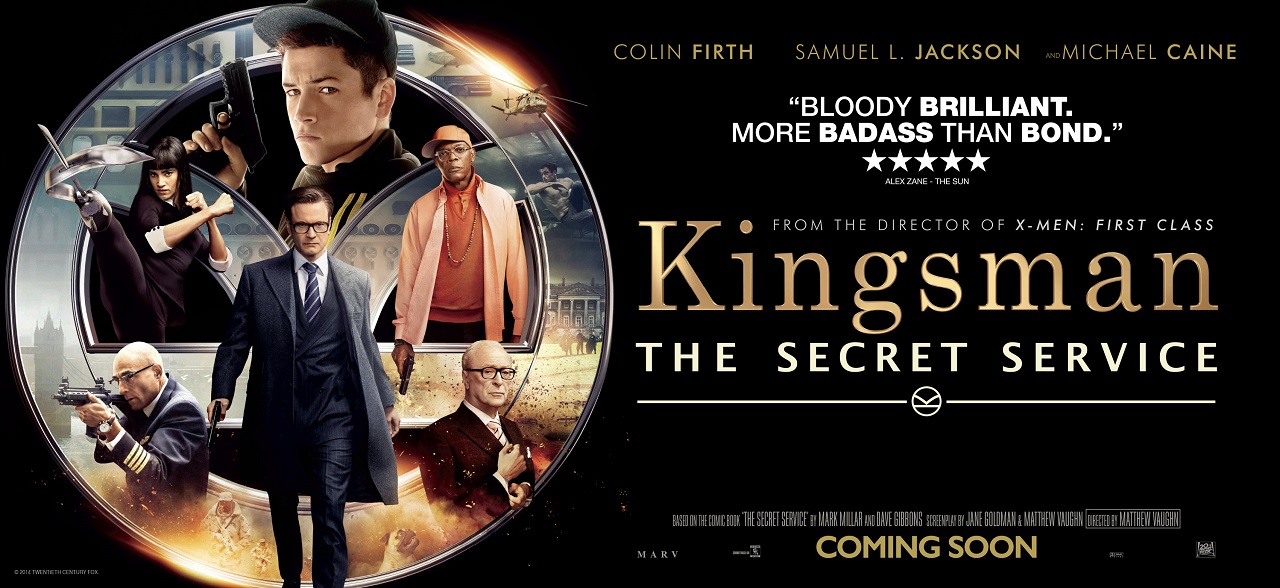 COLIN FIRTH SAMUEL L. JACKSON AND MICHAEL CAINE
“BLOODY BRILLIANT.
MORE BADASS THAN BOND.”
★★★★★
ALEX ZANE - THE SUN
FROM THE DIRECTOR OF X-MEN: FIRST CLASS
Kingsman
THE SECRET SERVICE
BASED ON THE COMIC BOOK 'THE SECRET SERVICE' BY MARK MILLAR AND DAVE GIBBONS SCREENPLAY BY JANE GOLDMAN & MATTHEW VAUGHN DIRECTED BY MATTHEW VAUGHN
MARV
COMING SOON
© 2014 TWENTIETH CENTURY FOX